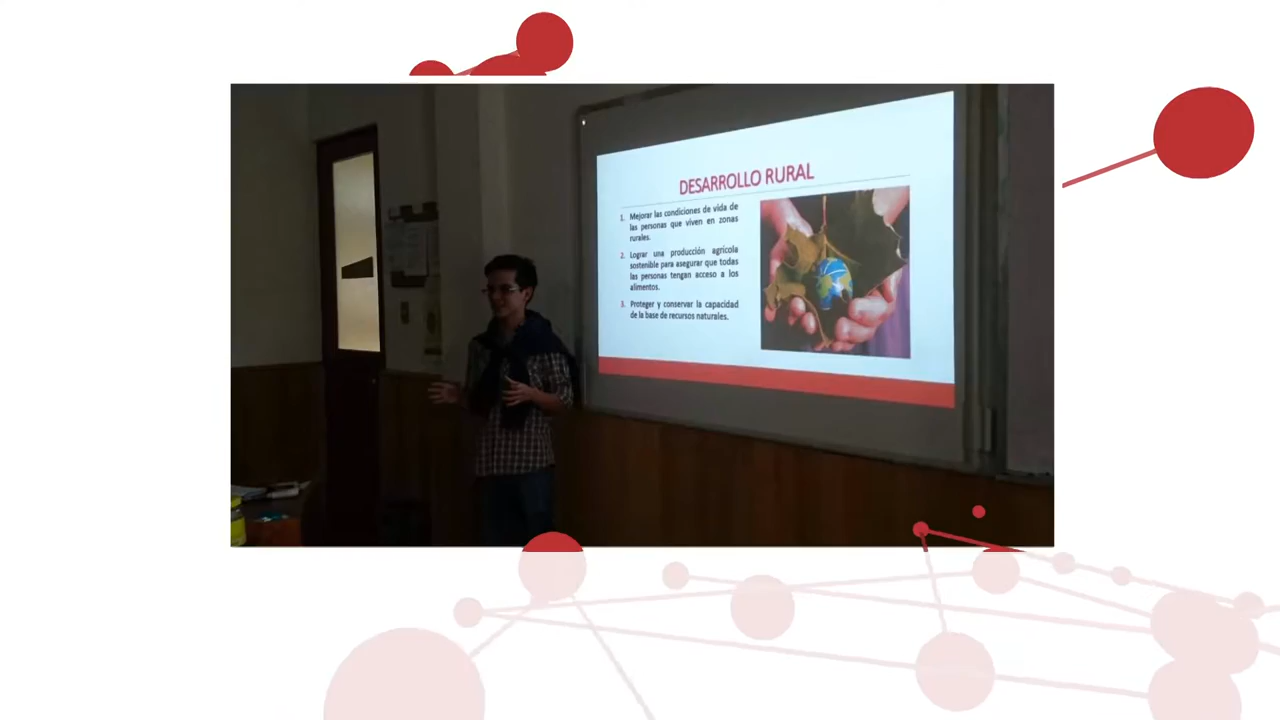 DESARROLLO RURAL
1. Mejorar las condiciones de vida de
las personas que viven en zonas
rurales.
2. Lograr una producción agrícola
sostenible para asegurar que todas
las personas tengan acceso a los
alimentos.
3. Proteger y conservar la capacidad
de la base de recursos naturales.